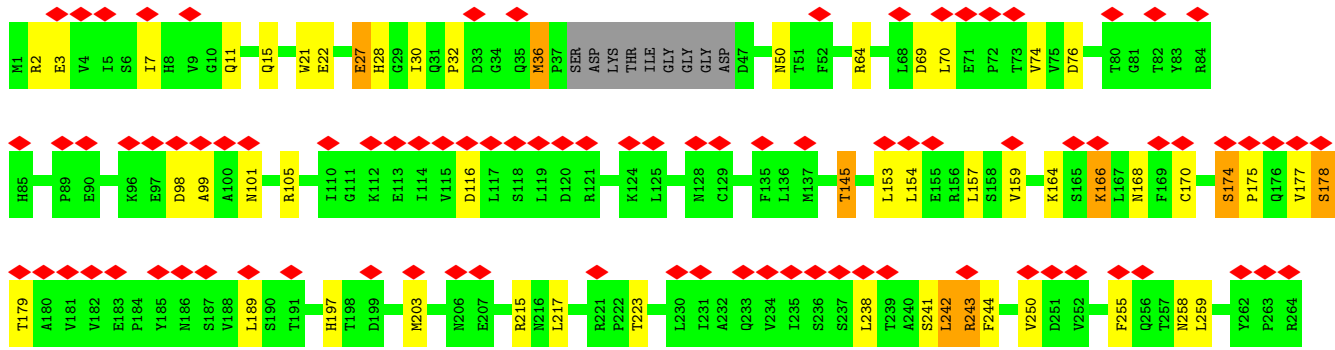 M1 R2 E3 V4 I5 S6 I7 H8 V9 G10 Q11 Q15 W21 E22 E27 H28 G29 I30 Q31 P32 D33 G34 Q35 M36 P37 SER ASP LYS THR ILE GLY GLY GLY ASP D47 N50 T51 F52 R64 L68 D69 L70 E71 P72 T73 V74 V75 D76 T80 G81 T82 Y83 R84
H85 P89 E90 K96 E97 D98 A99 A100 N101 R105 I110 G111 K112 E113 I114 V115 D116 L117 S118 L119 D120 R121 K124 L125 N128 C129 F135 L136 M137 T145 L153 L154 E155 R156 L157 S158 V159 K164 S165 K166 L167 N168 F169 C170 S174 P175 Q176 V177 S178
T179 A180 V181 V182 E183 P184 Y185 N186 S187 V188 L189 S190 T191 H197 T198 D199 M203 N206 E207 R215 N216 L217 R221 P222 T223 L230 I231 A232 Q233 V234 I235 S236 S237 L238 T239 A240 S241 L242 R243 F244 V250 D251 V252 F255 Q256 T257 N258 L259 Y262 P263 R264